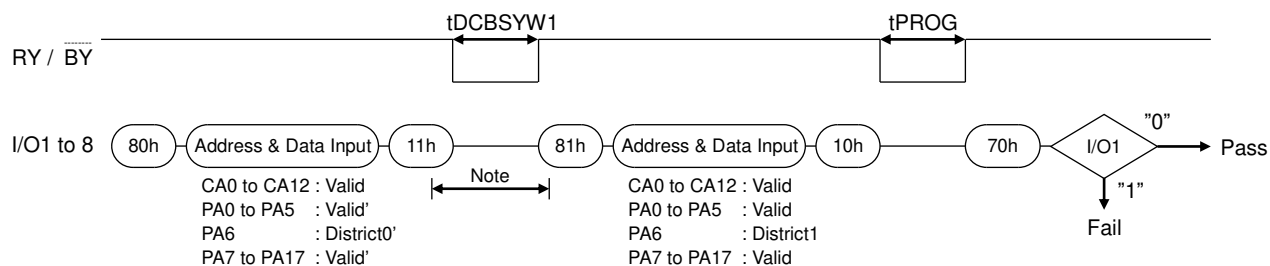 tDCBSYW1
tPROG
RY / BY
I/O1 to 8
80h
Address & Data Input
11h
81h
Address & Data Input
10h
70h
I/O1
"0"
Pass
Note
"1"
Fail
CA0 to CA12 : Valid
PA0 to PA5 : Valid'
PA6 : District0'
PA7 to PA17 : Valid'
CA0 to CA12 : Valid
PA0 to PA5 : Valid
PA6 : District1
PA7 to PA17 : Valid